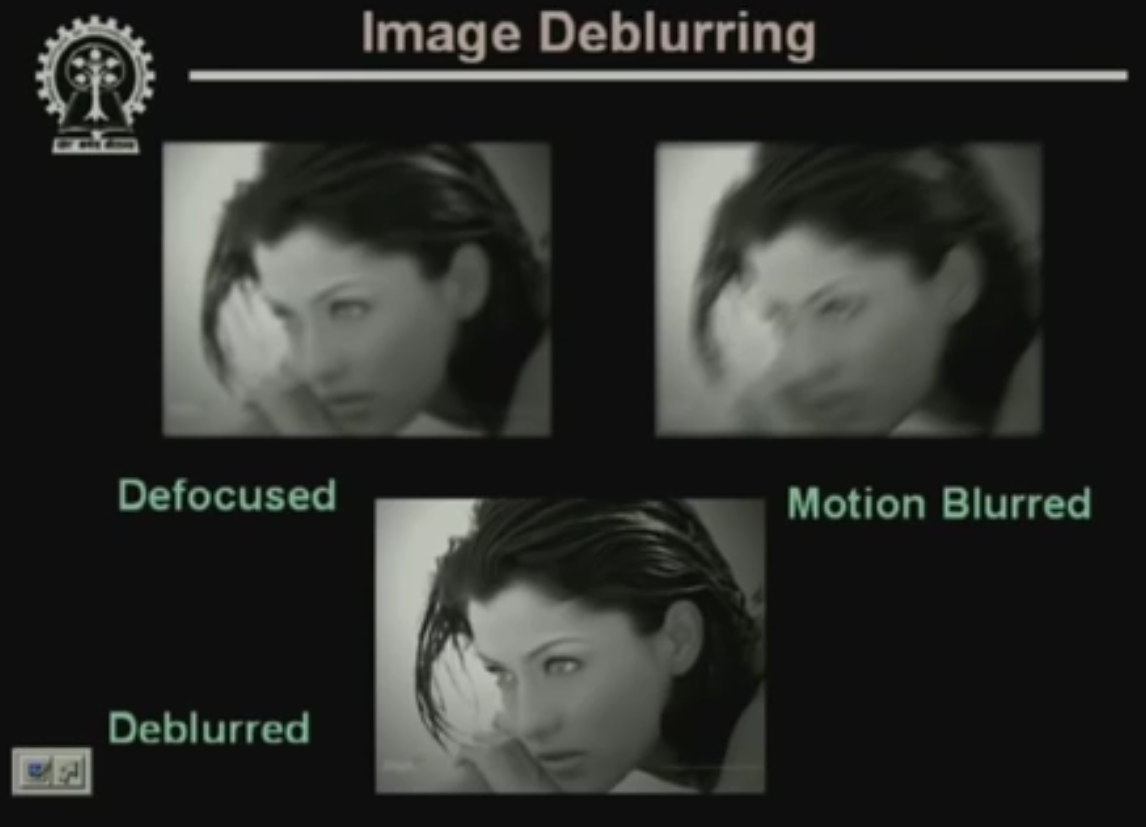 Image Deblurring
Defocused
Motion Blurred
Deblurred